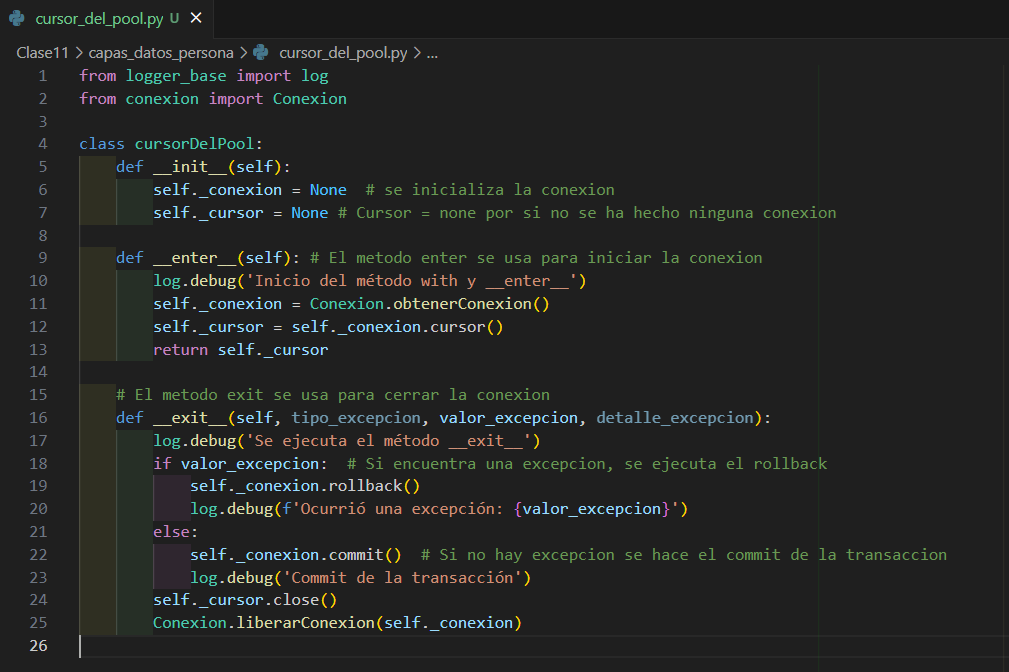 cursor_del_pool.py U ×
Clase11 > capas_datos_persona > cursor_del_pool.py > ...
1 from logger_base import log
2 from conexion import Conexion
3
4 class cursorDelPool:
5     def __init__(self):
6         self._conexion = None  # se inicializa la conexion
7         self._cursor = None # Cursor = none por si no se ha hecho ninguna conexion
8
9     def __enter__(self): # El metodo enter se usa para iniciar la conexion
10         log.debug('Inicio del método with y __enter__')
11         self._conexion = Conexion.obtenerConexion()
12         self._cursor = self._conexion.cursor()
13         return self._cursor
14
15     # El metodo exit se usa para cerrar la conexion
16     def __exit__(self, tipo_excepcion, valor_excepcion, detalle_excepcion):
17         log.debug('Se ejecuta el método __exit__')
18         if valor_excepcion:  # Si encuentra una excepcion, se ejecuta el rollback
19             self._conexion.rollback()
20             log.debug(f'Ocurrió una excepción: {valor_excepcion}')
21         else:
22             self._conexion.commit()  # Si no hay excepcion se hace el commit de la transaccion
23             log.debug('Commit de la transacción')
24         self._cursor.close()
25         Conexion.liberarConexion(self._conexion)
26